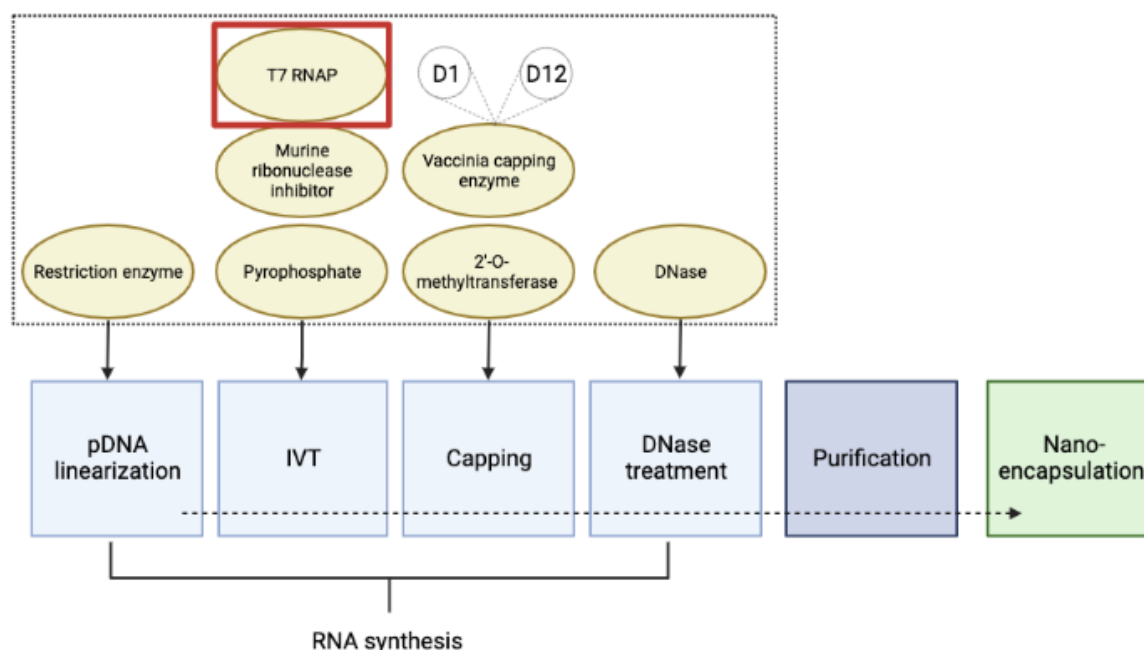 T7 RNAP
D1
D12
Murine
ribonuclease
inhibitor
Vaccinia capping
enzyme
Restriction enzyme
Pyrophosphate
2'-O-
methyltransferase
DNase
pDNA
linearization
IVT
Capping
DNase
treatment
Purification
Nano-
encapsulation
RNA synthesis